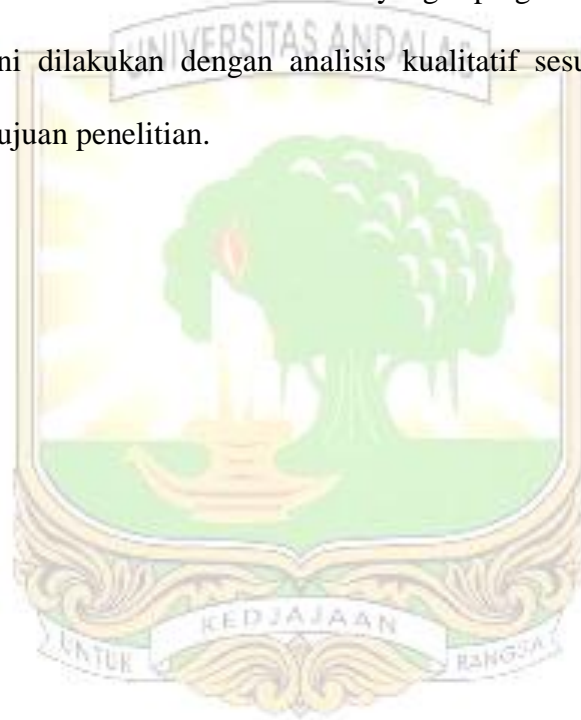 UNIVERSITAS ANDALAS
ni dilakukan dengan analisis kualitatif sesu
ujuan penelitian.
KEDJAJAAN
UNTUK BANGSA